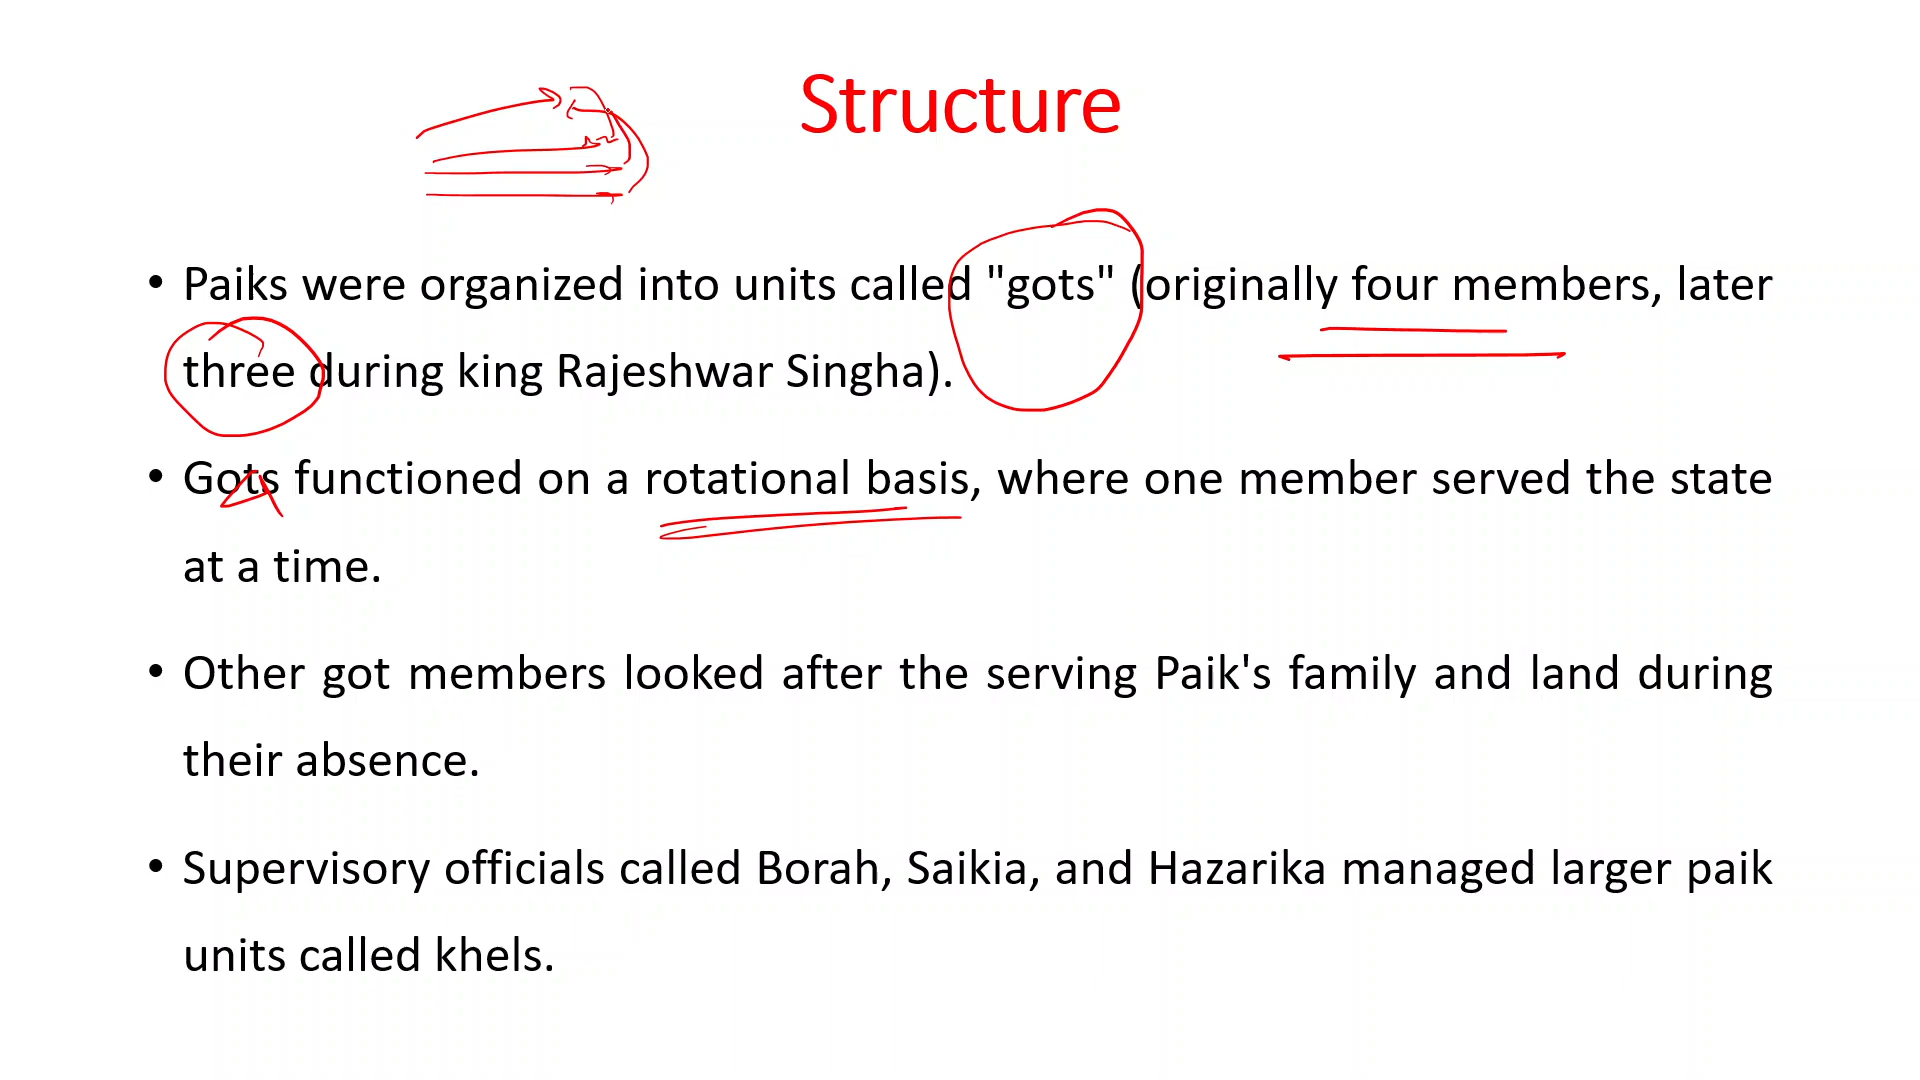 Structure
• Paiks were organized into units called "gots" (originally four members, later
three during king Rajeshwar Singha).
• Gots functioned on a rotational basis, where one member served the state
at a time.
• Other got members looked after the serving Paik's family and land during
their absence.
• Supervisory officials called Borah, Saikia, and Hazarika managed larger paik
units called khels.